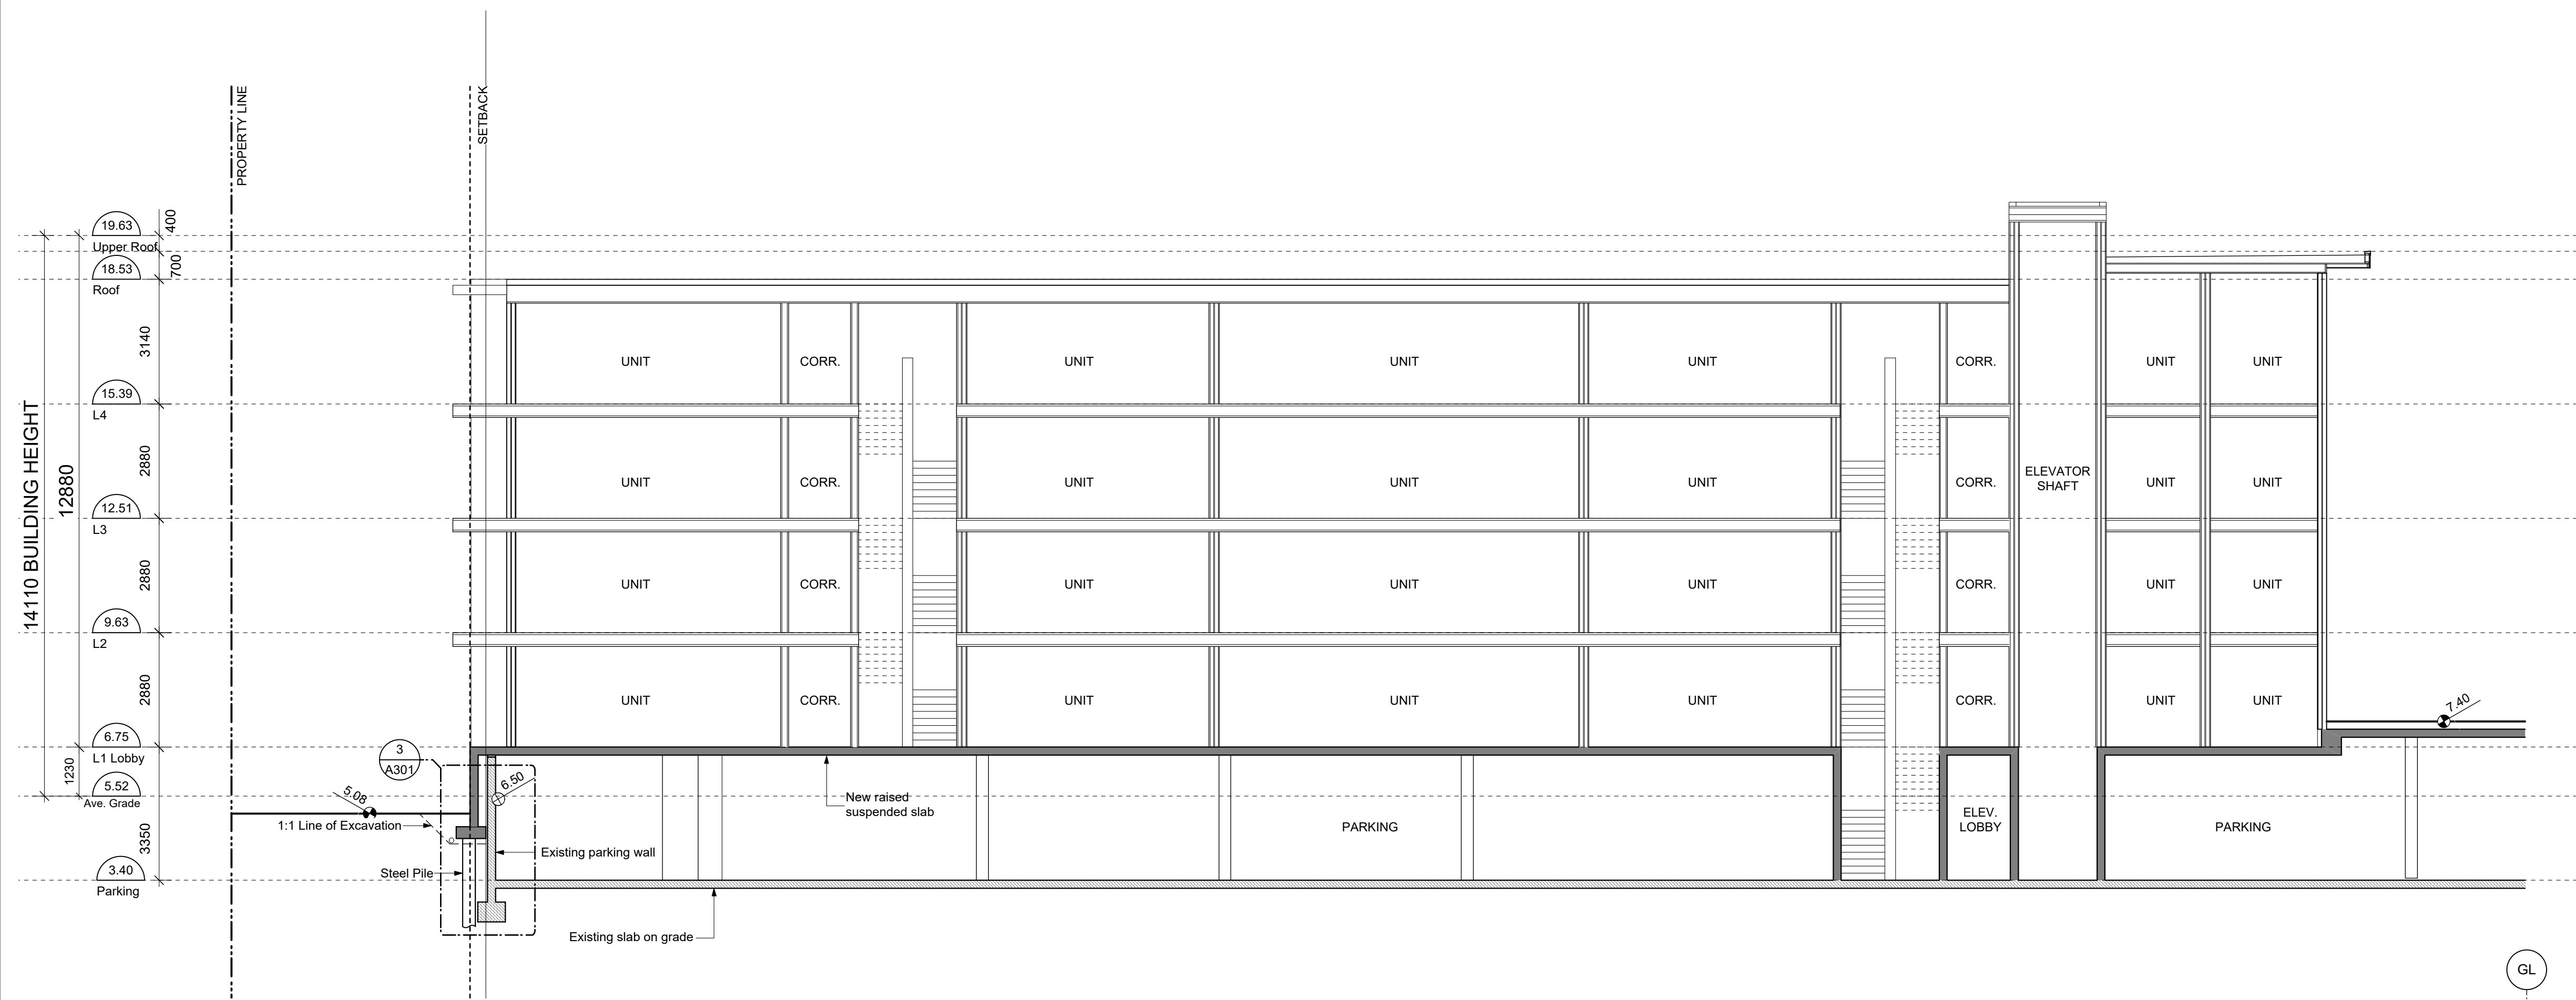 PROPERTY LINE
SETBACK
19.63
Upper Roof
400
18.53
Roof
700
3140
15.39
L4
2880
12.51
L3
2880
9.63
L2
2880
6.75
L1 Lobby
1230
5.52
Ave. Grade
3350
3.40
Parking
14110 BUILDING HEIGHT
12880
UNIT
CORR.
UNIT
UNIT
UNIT
CORR.
UNIT
UNIT
ELEVATOR
SHAFT
UNIT
CORR.
UNIT
UNIT
UNIT
CORR.
UNIT
UNIT
UNIT
CORR.
UNIT
UNIT
UNIT
CORR.
UNIT
UNIT
UNIT
CORR.
UNIT
UNIT
UNIT
CORR.
UNIT
UNIT
7.40
3
A301
5.08
6.50
1:1 Line of Excavation
New raised
suspended slab
PARKING
ELEV.
LOBBY
PARKING
Existing parking wall
Steel Pile
Existing slab on grade
GL